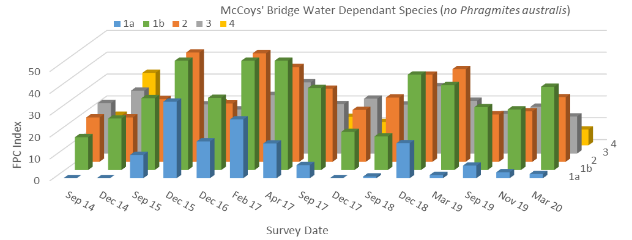 McCoys' Bridge Water Dependant Species (no Phragmites australis)
1a 1b 2 3 4
50
40
30
20
10
0
FPC Index
Sep 14
Dec 14
Sep 15
Dec 15
Dec 16
Feb 17
Apr 17
Sep 17
Dec 17
Sep 18
Dec 18
Mar 19
Sep 19
Nov 19
Mar 20
1a
1b
2
3
4
Survey Date